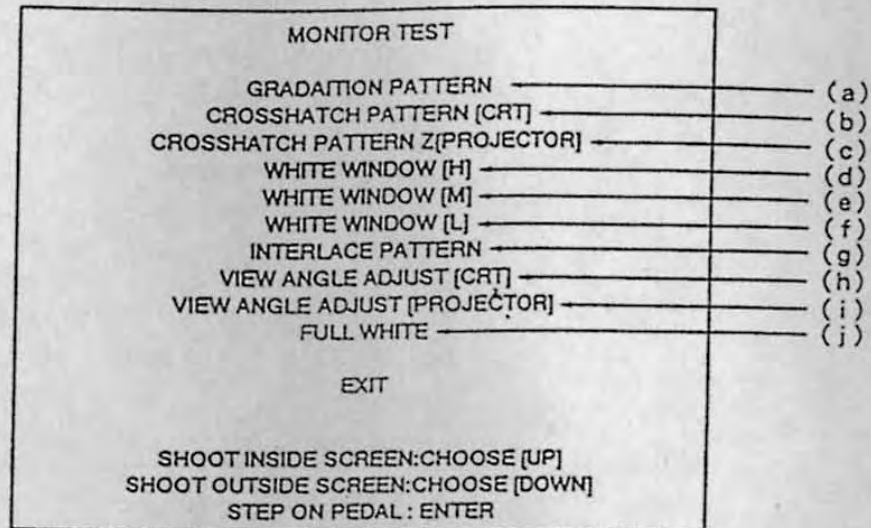 MONITOR TEST
GRADAITION PATTERN (a)
CROSSHATCH PATTERN [CRT] (b)
CROSSHATCH PATTERN Z[PROJECTOR] (c)
WHITE WINDOW [H] (d)
WHITE WINDOW [M] (e)
WHITE WINDOW [L] (f)
INTERLACE PATTERN (g)
VIEW ANGLE ADJUST [CRT] (h)
VIEW ANGLE ADJUST [PROJECTOR] (i)
FULL WHITE (j)
EXIT
SHOOT INSIDE SCREEN:CHOOSE [UP]
SHOOT OUTSIDE SCREEN:CHOOSE [DOWN]
STEP ON PEDAL : ENTER